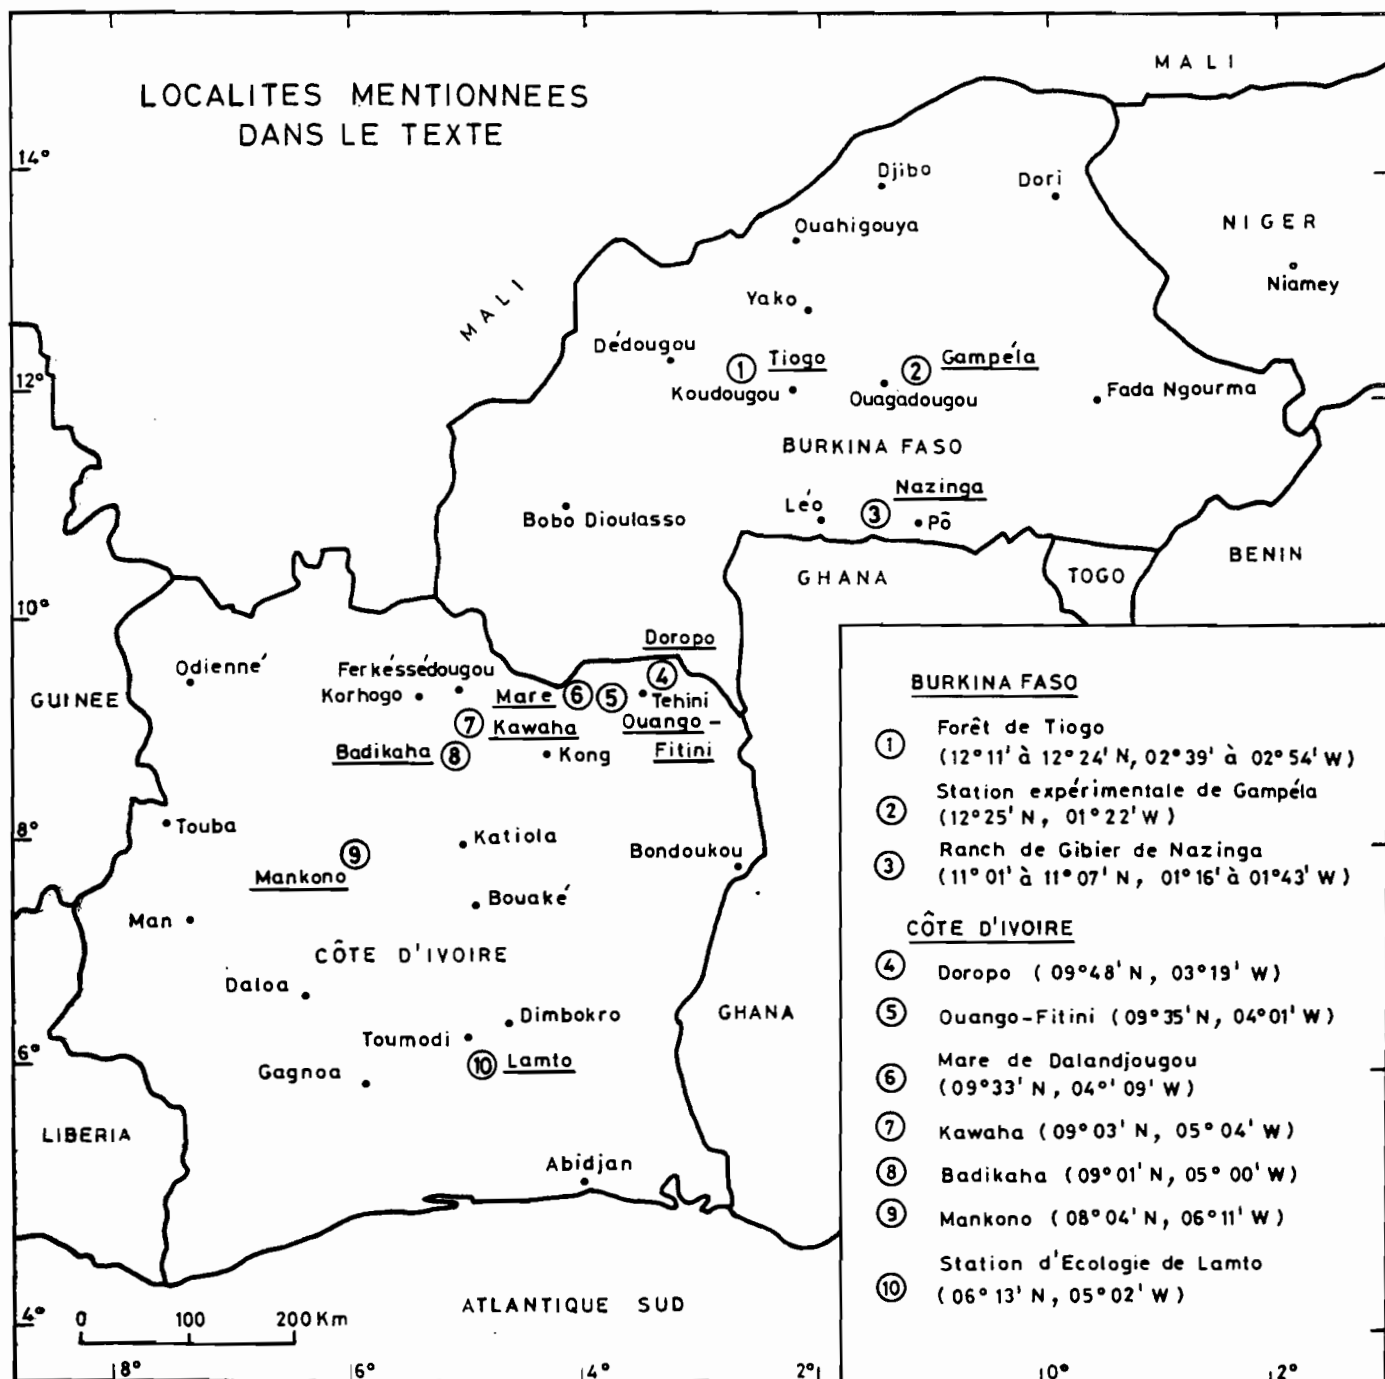 LOCALITES MENTIONNEES
DANS LE TEXTE
MALI
14°
Djibo
Dori
Ouahigouya
NIGER
Niamey
MALI
Yako
Dédougou
① Tiogo
② Gampéla
12°
Koudougou
Ouagadougou
Fada Ngourma
BURKINA FASO
Nazinga
Léo
③
Pô
Bobo Dioulasso
BENIN
GHANA
TOGO
10°
Doropo
Odienné
Ferkéssédougou
④
GUINEE
Korhogo
Mare ⑥ ⑤
Tehini
⑦ Kawaha
Ouango-
Fitini
Badikaha ⑧
Kong
8°
Touba
Katiola
⑨
Bondoukou
Mankono
Bouaké
Man
CÔTE D'IVOIRE
Daloa
Dimbokro
GHANA
Toumodi
6°
⑩ Lamto
Gagnoa
LIBERIA
Abidjan
ATLANTIQUE SUD
4°
0 100 200 Km
8° 6° 4° 2° 0° 2°
BURKINA FASO
① Forêt de Tiogo
(12°11' à 12°24' N, 02°39' à 02°54' W)
② Station expérimentale de Gampéla
(12°25' N, 01°22' W)
③ Ranch de Gibier de Nazinga
(11°01' à 11°07' N, 01°16' à 01°43' W)
CÔTE D'IVOIRE
④ Doropo (09°48' N, 03°19' W)
⑤ Ouango-Fitini (09°35' N, 04°01' W)
⑥ Mare de Dalandjougou
(09°33' N, 04°09' W)
⑦ Kawaha (09°03' N, 05°04' W)
⑧ Badikaha (09°01' N, 05°00' W)
⑨ Mankono (08°04' N, 06°11' W)
⑩ Station d'Ecologie de Lamto
(06°13' N, 05°02' W)